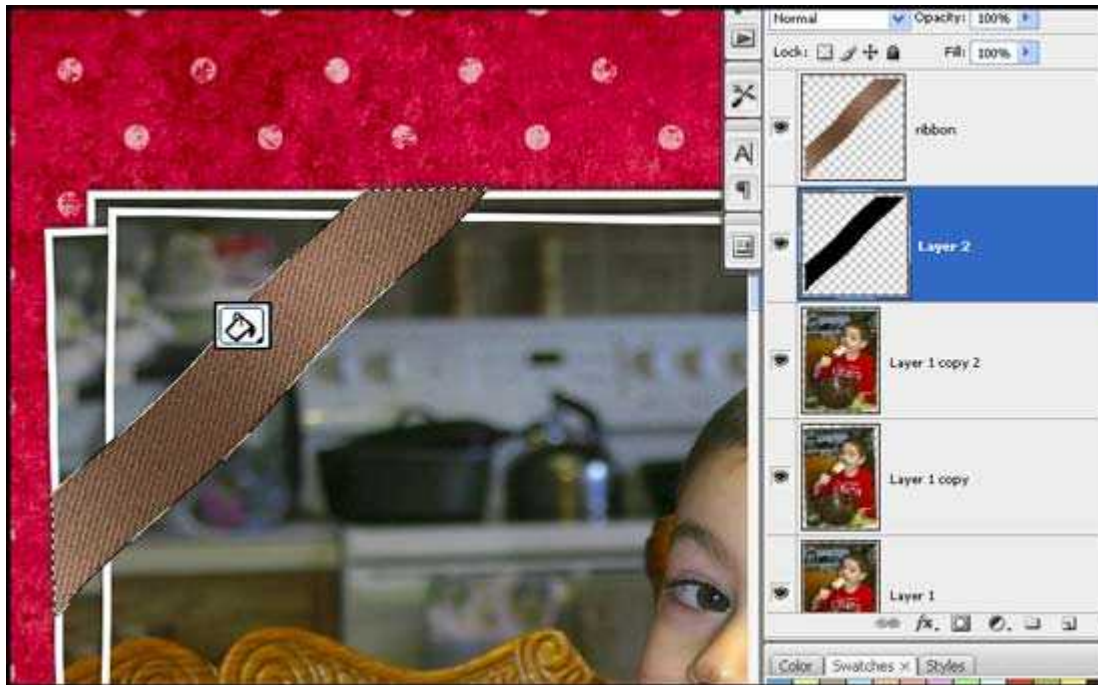 Normal Opacity: 100%
Lock: Fill: 100%
ribbon
Layer 2
Layer 1 copy 2
Layer 1 copy
Layer 1
fx.
Color Swatches × Styles